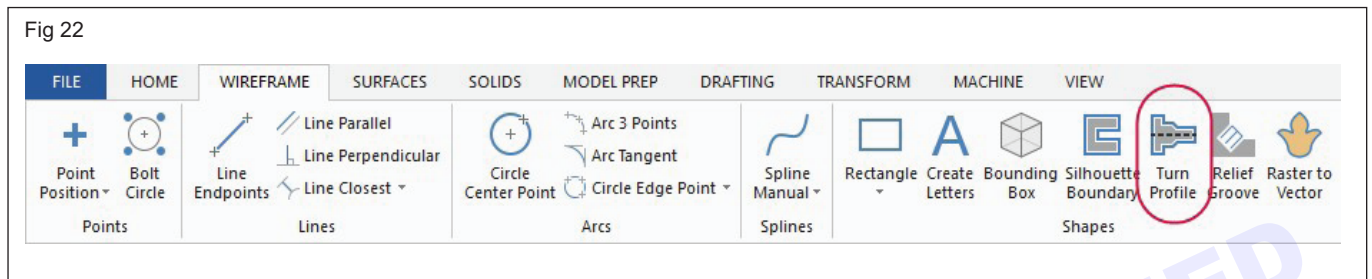 Fig 22
FILE HOME WIREFRAME SURFACES SOLIDS MODEL PREP DRAFTING TRANSFORM MACHINE VIEW
Point Position
Bolt Circle
Points
Line Endpoints
Line Parallel
Line Perpendicular
Line Closest
Lines
Circle Center Point
Arc 3 Points
Arc Tangent
Circle Edge Point
Arcs
Spline Manual
Splines
Rectangle
Create Letters
Bounding Box
Silhouette Boundary
Turn Profile
Relief Groove
Raster to Vector
Shapes